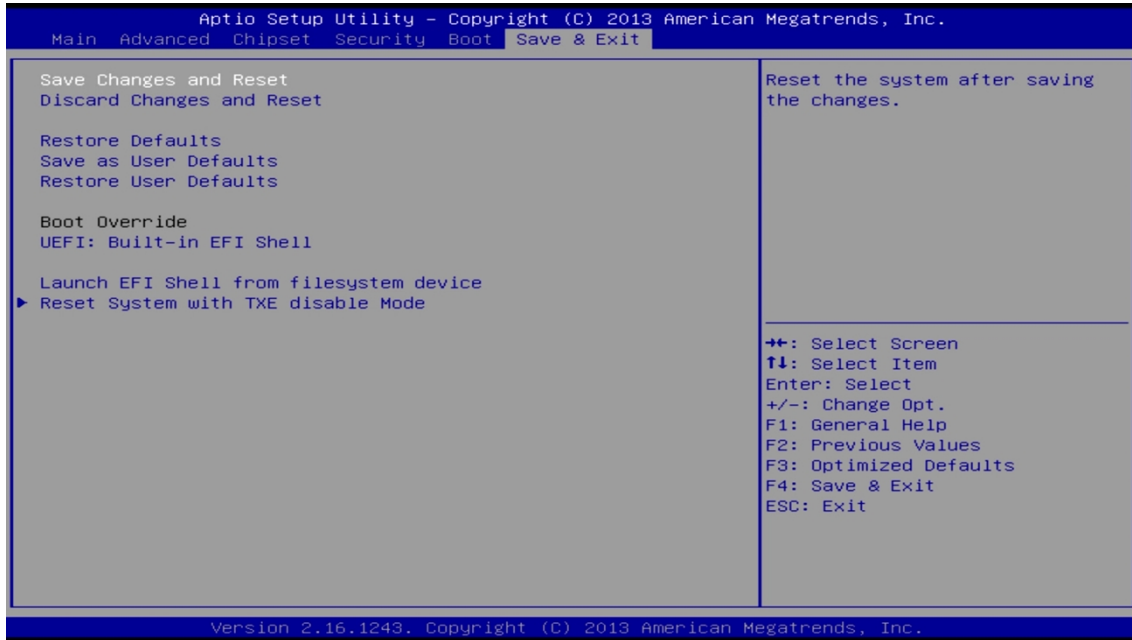 Aptio Setup Utility – Copyright (C) 2013 American Megatrends, Inc.
Main Advanced Chipset Security Boot Save & Exit
Save Changes and Reset
Discard Changes and Reset
Restore Defaults
Save as User Defaults
Restore User Defaults
Boot Override
UEFI: Built-in EFI Shell
Launch EFI Shell from filesystem device
▶ Reset System with TXE disable Mode
Reset the system after saving
the changes.
→←: Select Screen
↑↓: Select Item
Enter: Select
+/-: Change Opt.
F1: General Help
F2: Previous Values
F3: Optimized Defaults
F4: Save & Exit
ESC: Exit
Version 2.16.1243. Copyright (C) 2013 American Megatrends, Inc.